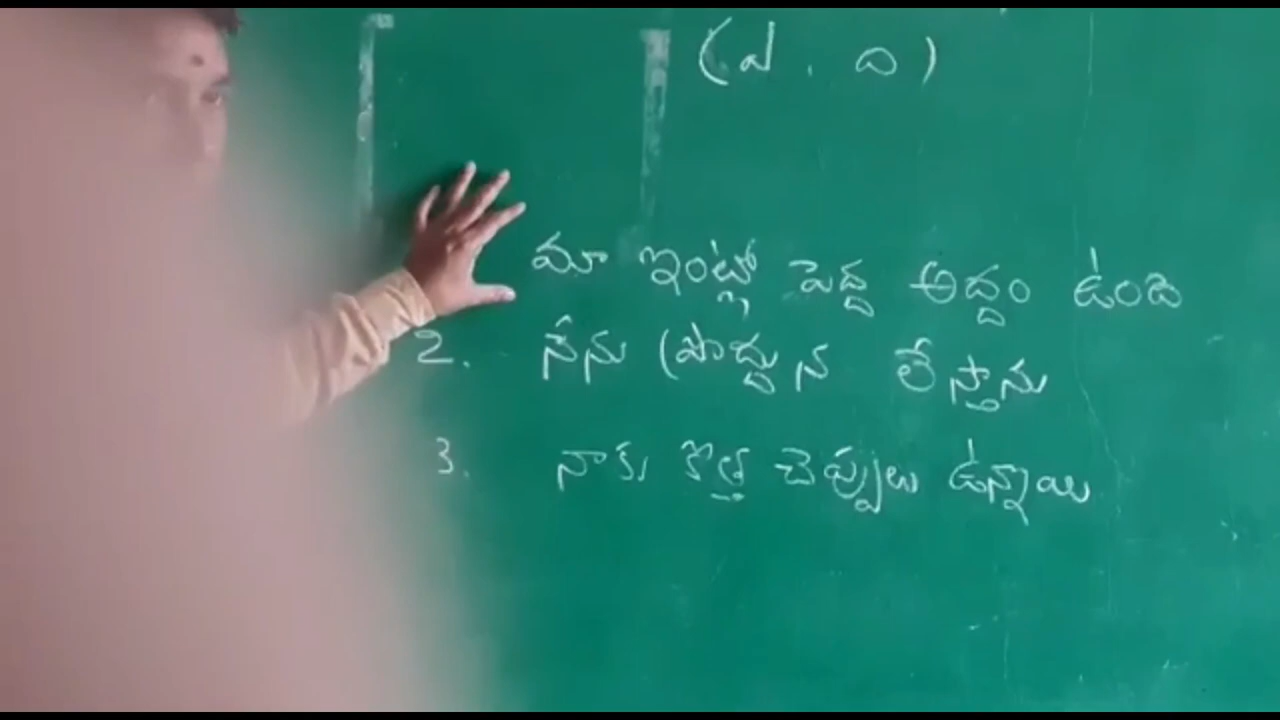 (ప . ద)
మా ఇంట్లో పెద్ద అద్దం ఉంది
2. నేను ప్రొద్దున లేస్తాను
3. నాకు కొత్త చెప్పులు ఉన్నాయి